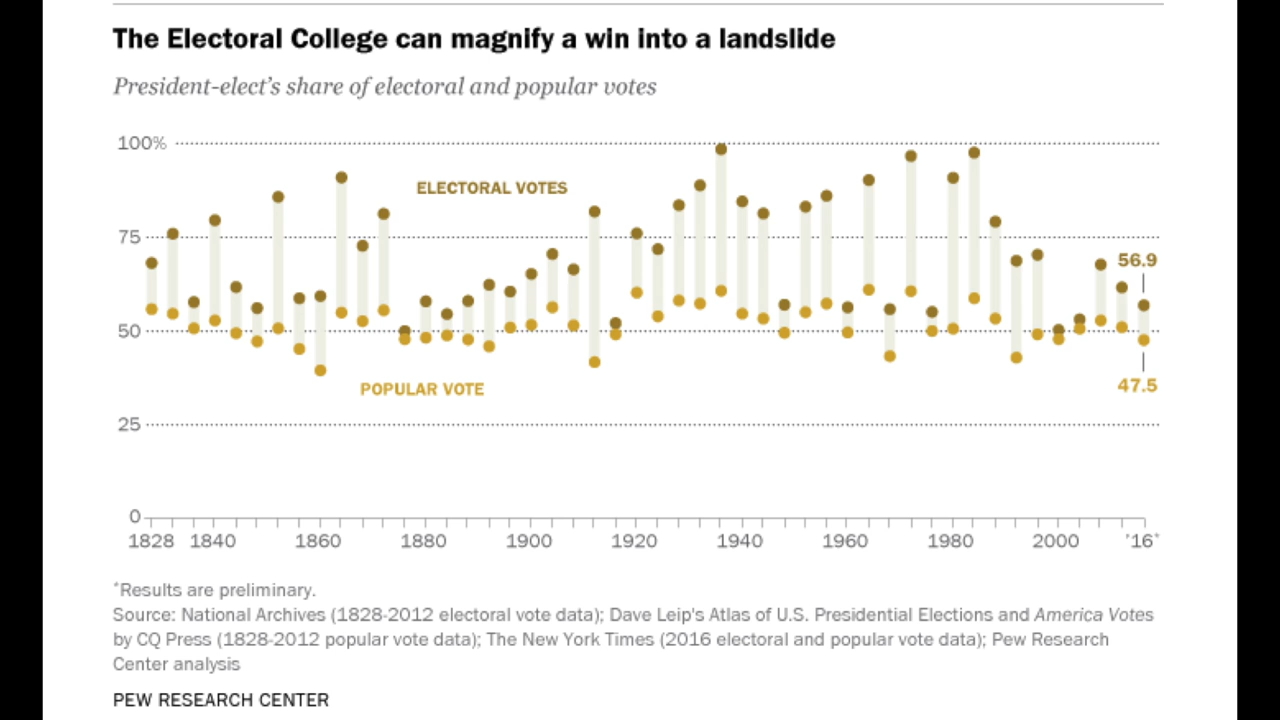 The Electoral College can magnify a win into a landslide
President-elect’s share of electoral and popular votes
100%
ELECTORAL VOTES
75
56.9
50
POPULAR VOTE
47.5
25
0
1828 1840 1860 1880 1900 1920 1940 1960 1980 2000 ’16*
*Results are preliminary.
Source: National Archives (1828-2012 electoral vote data); Dave Leip's Atlas of U.S. Presidential Elections and America Votes
by CQ Press (1828-2012 popular vote data); The New York Times (2016 electoral and popular vote data); Pew Research
Center analysis
PEW RESEARCH CENTER